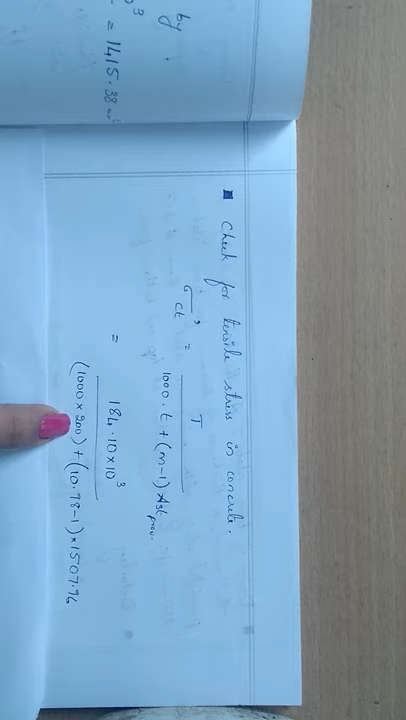 by
= 1415.38 mm²
■ Check for tensile stress in concrete.
σct' = T / 1000.t + (m-1) Ast prov.
= 184.10×10³ / (1000×200) + (10.98-1)×1507.96